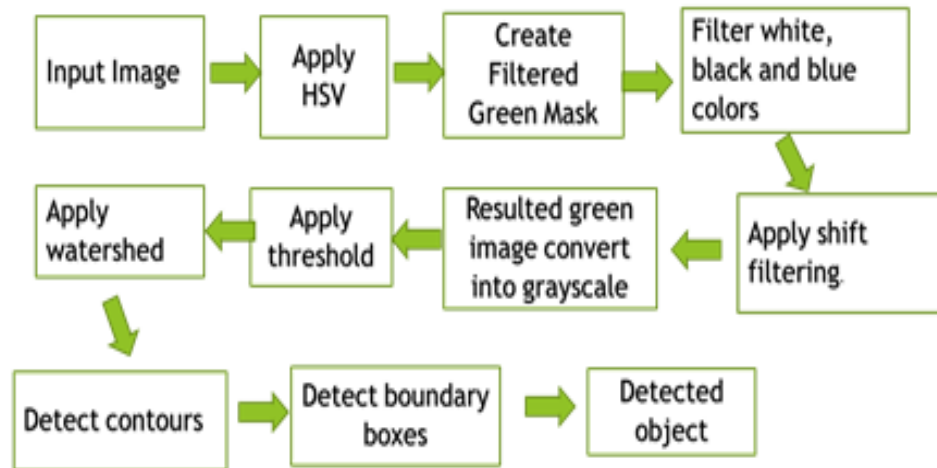 Input Image
Apply
HSV
Create
Filtered
Green Mask
Filter white,
black and blue
colors
Apply shift
filtering.
Resulted green
image convert
into grayscale
Apply
threshold
Apply
watershed
Detect contours
Detect boundary
boxes
Detected
object